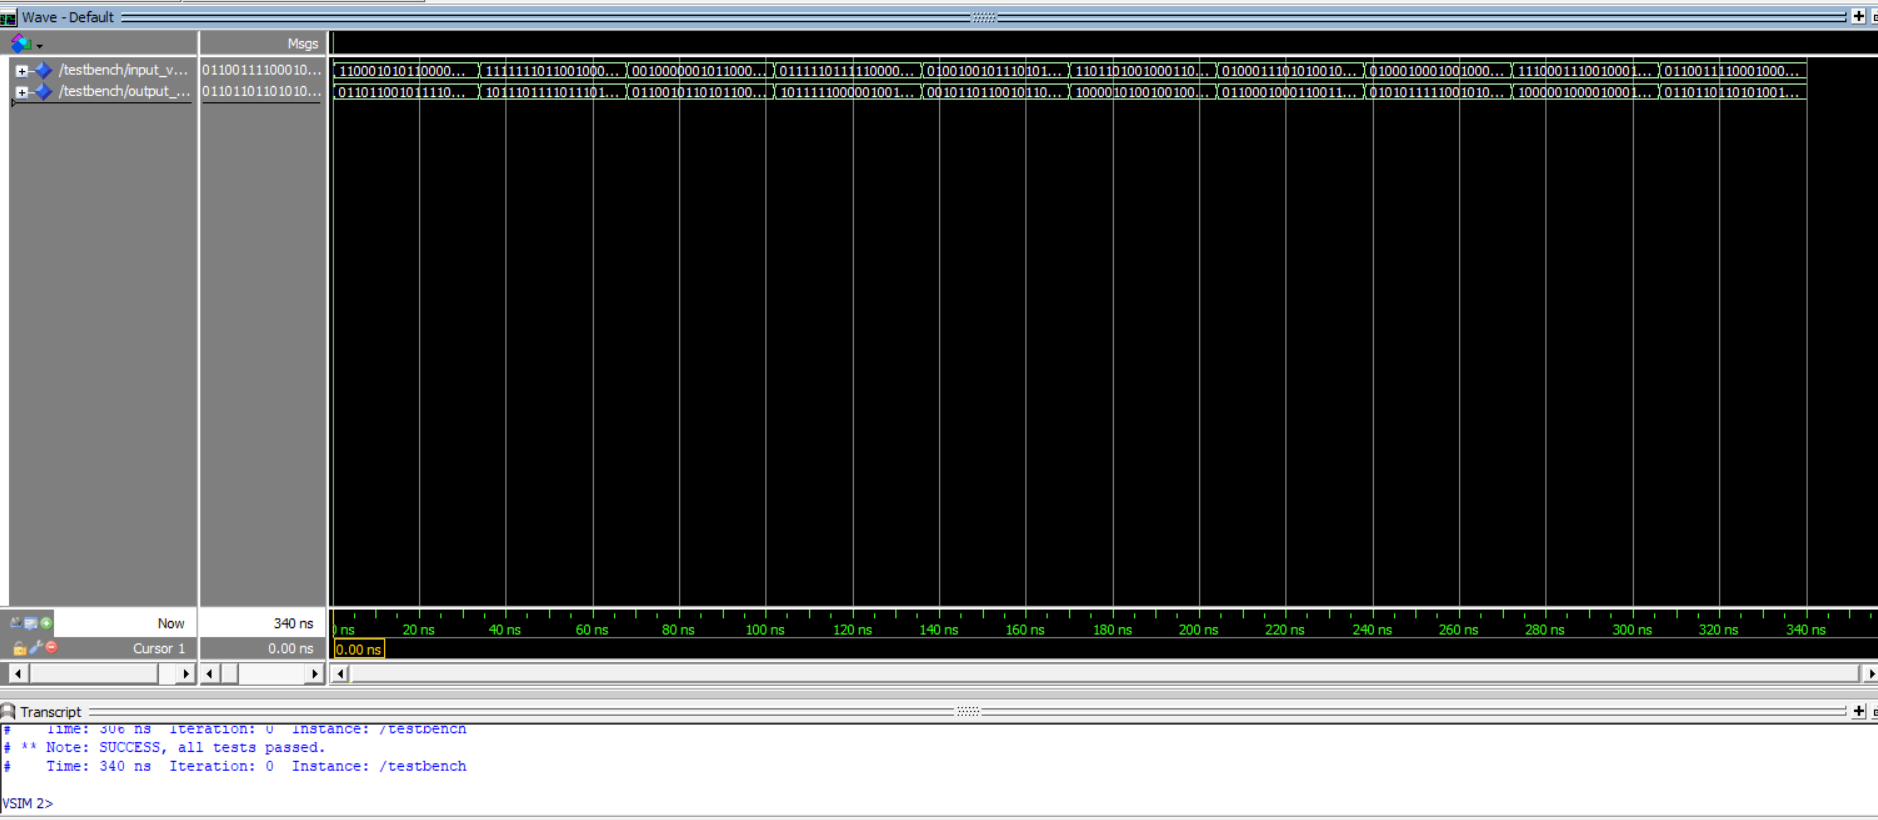 Wave - Default
Msgs
/testbench/input_v... 01100111100010... 110001010110000... 1111111011001000... 0010000001011000... 0111110111110000... 0100100101110101... 1101101001000110... 0100011101010010... 0100010001001000... 1110001110010001... 0110011110001000...
/testbench/output_... 01101101101010... 011011001011110... 1011101111011101... 0110010110101100... 1011111000001001... 0010110110010110... 1000010100100100... 0110001000110011... 0101011111001010... 1000001000010001... 0110110110101001...
Now 340 ns ns 20 ns 40 ns 60 ns 80 ns 100 ns 120 ns 140 ns 160 ns 180 ns 200 ns 220 ns 240 ns 260 ns 280 ns 300 ns 320 ns 340 ns
Cursor 1 0.00 ns 0.00 ns
Transcript
# Time: 306 ns Iteration: 0 Instance: /testbench
# ** Note: SUCCESS, all tests passed.
# Time: 340 ns Iteration: 0 Instance: /testbench
VSIM 2>